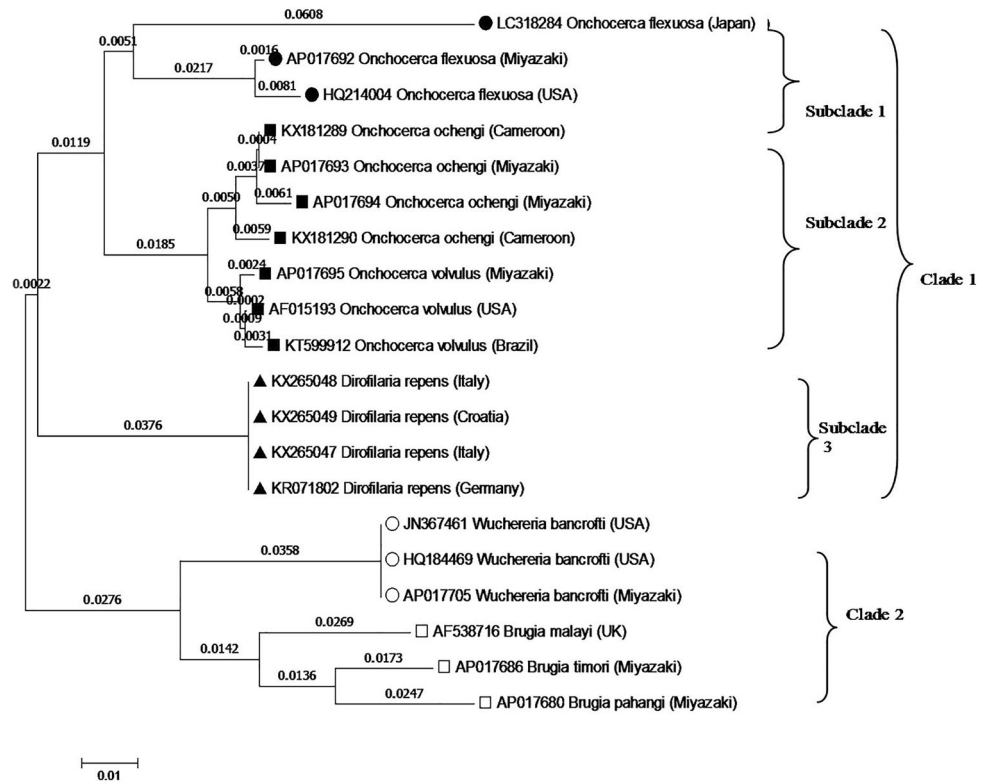 0.0608
LC318284 Onchocerca flexuosa (Japan)
0.0051
0.0016
AP017692 Onchocerca flexuosa (Miyazaki)
0.0217
0.0081
HQ214004 Onchocerca flexuosa (USA)
Subclade 1
KX181289 Onchocerca ochengi (Cameroon)
0.0004
0.0119
AP017693 Onchocerca ochengi (Miyazaki)
0.0037
0.0061
AP017694 Onchocerca ochengi (Miyazaki)
0.0050
Subclade 2
0.0059
KX181290 Onchocerca ochengi (Cameroon)
0.0185
0.0024
AP017695 Onchocerca volvulus (Miyazaki)
Clade 1
0.0022
0.0058
0.0002
AF015193 Onchocerca volvulus (USA)
0.0009
0.0031
KT599912 Onchocerca volvulus (Brazil)
KX265048 Dirofilaria repens (Italy)
KX265049 Dirofilaria repens (Croatia)
0.0376
Subclade
3
KX265047 Dirofilaria repens (Italy)
KR071802 Dirofilaria repens (Germany)
JN367461 Wuchereria bancrofti (USA)
0.0358
HQ184469 Wuchereria bancrofti (USA)
AP017705 Wuchereria bancrofti (Miyazaki)
0.0276
Clade 2
0.0269
AF538716 Brugia malayi (UK)
0.0142
0.0173
AP017686 Brugia timori (Miyazaki)
0.0136
0.0247
AP017680 Brugia pahangi (Miyazaki)
0.01